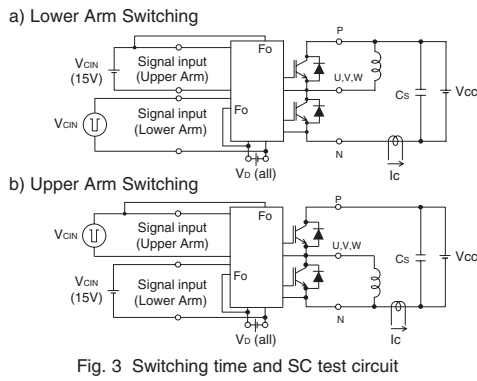 a) Lower Arm Switching
P
Fo
VCIN
(15V)
Signal input
(Upper Arm)
U,V,W
CS
VCC
VCIN
Signal input
(Lower Arm)
Fo
N
VD (all)
IC
b) Upper Arm Switching
P
Fo
VCIN
Signal input
(Upper Arm)
U,V,W
CS
VCC
VCIN
(15V)
Signal input
(Lower Arm)
Fo
N
VD (all)
IC
Fig. 3 Switching time and SC test circuit